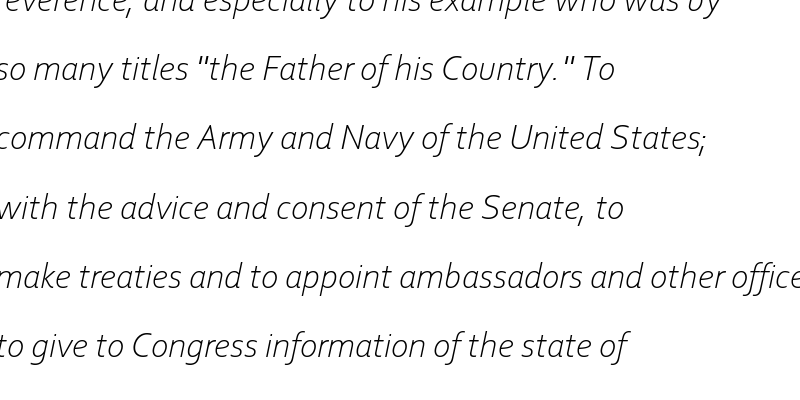 reverence, and especially to his example who was by
so many titles "the Father of his Country." To
command the Army and Navy of the United States;
with the advice and consent of the Senate, to
make treaties and to appoint ambassadors and other office
to give to Congress information of the state of